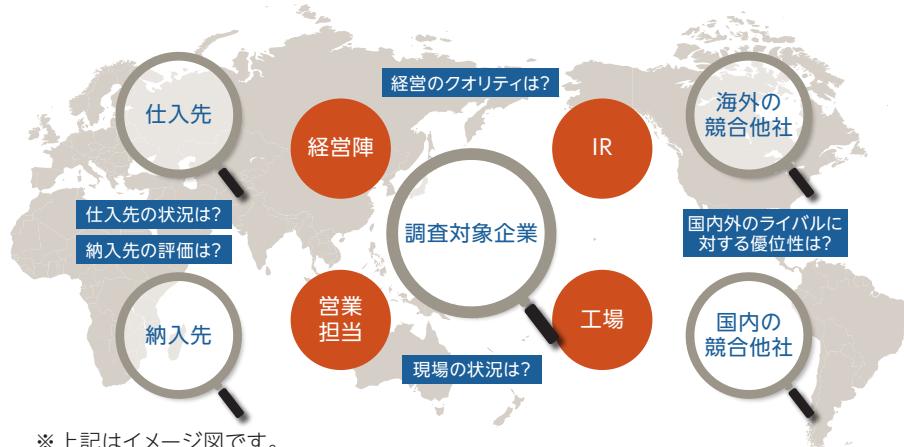 経営のクオリティは?
仕入先
経営陣
IR
海外の
競合他社
調査対象企業
仕入先の状況は?
納入先の評価は?
国内外のライバルに
対する優位性は?
納入先
営業
担当
工場
国内の
競合他社
現場の状況は?
※上記はイメージ図です。